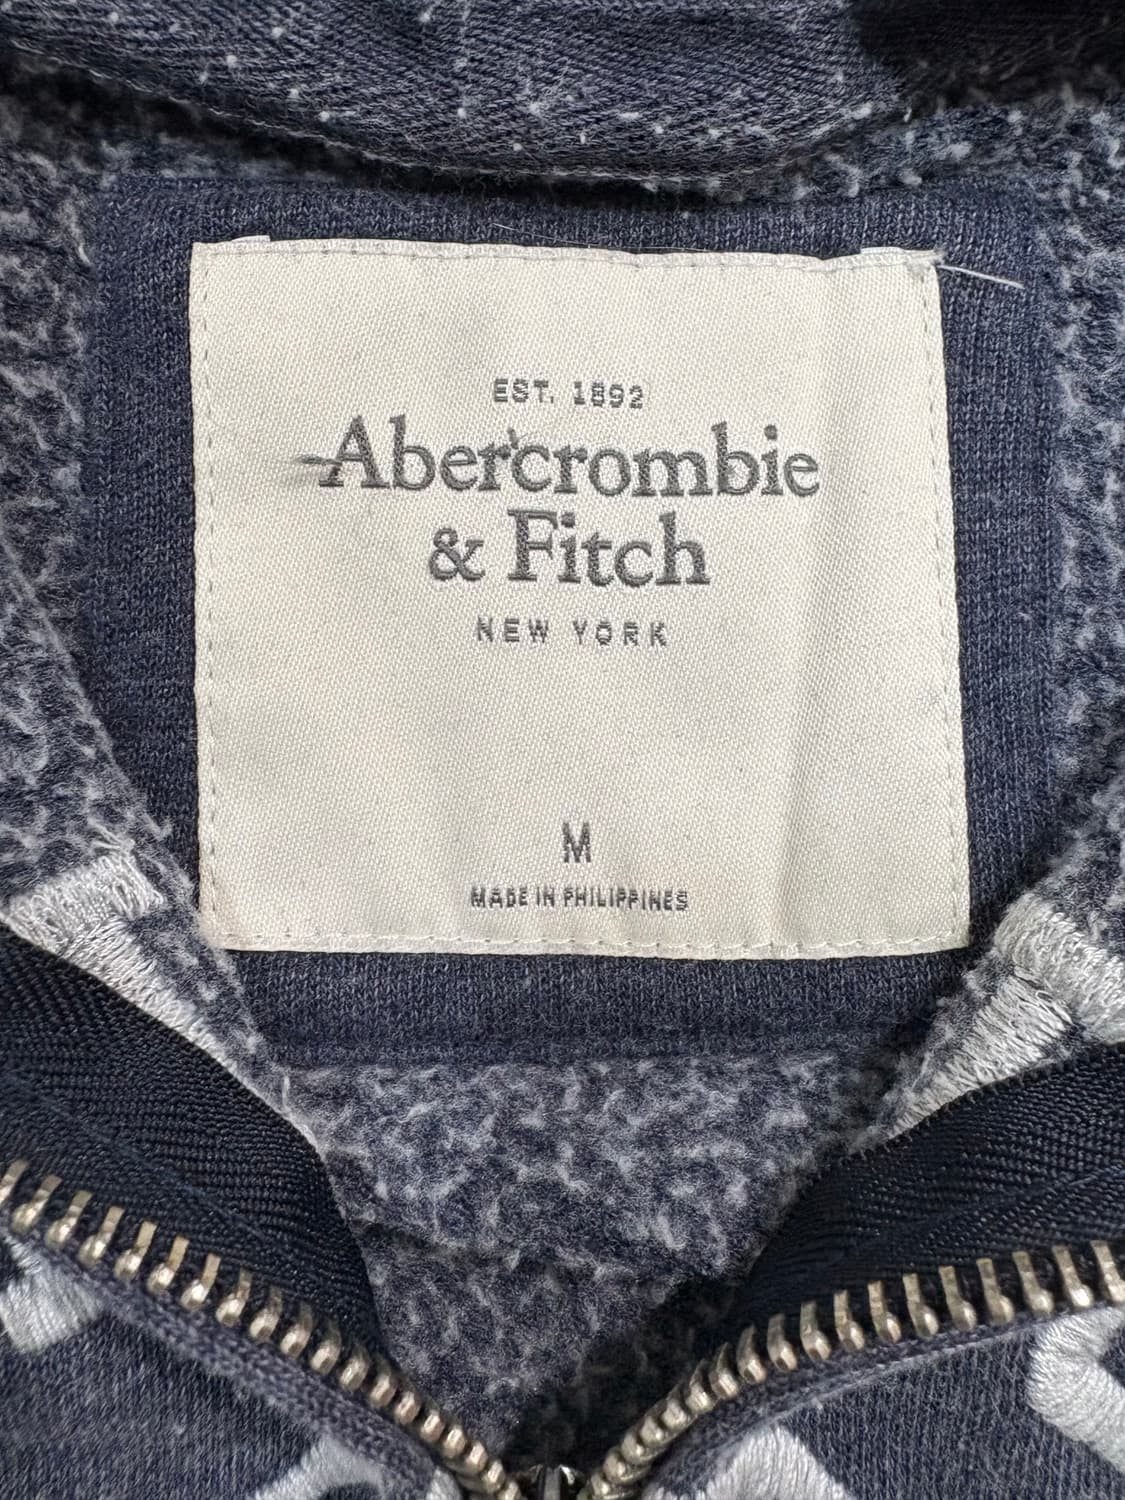 EST. 1892
Abercrombie
& Fitch
NEW YORK
M
MADE IN PHILIPPINES